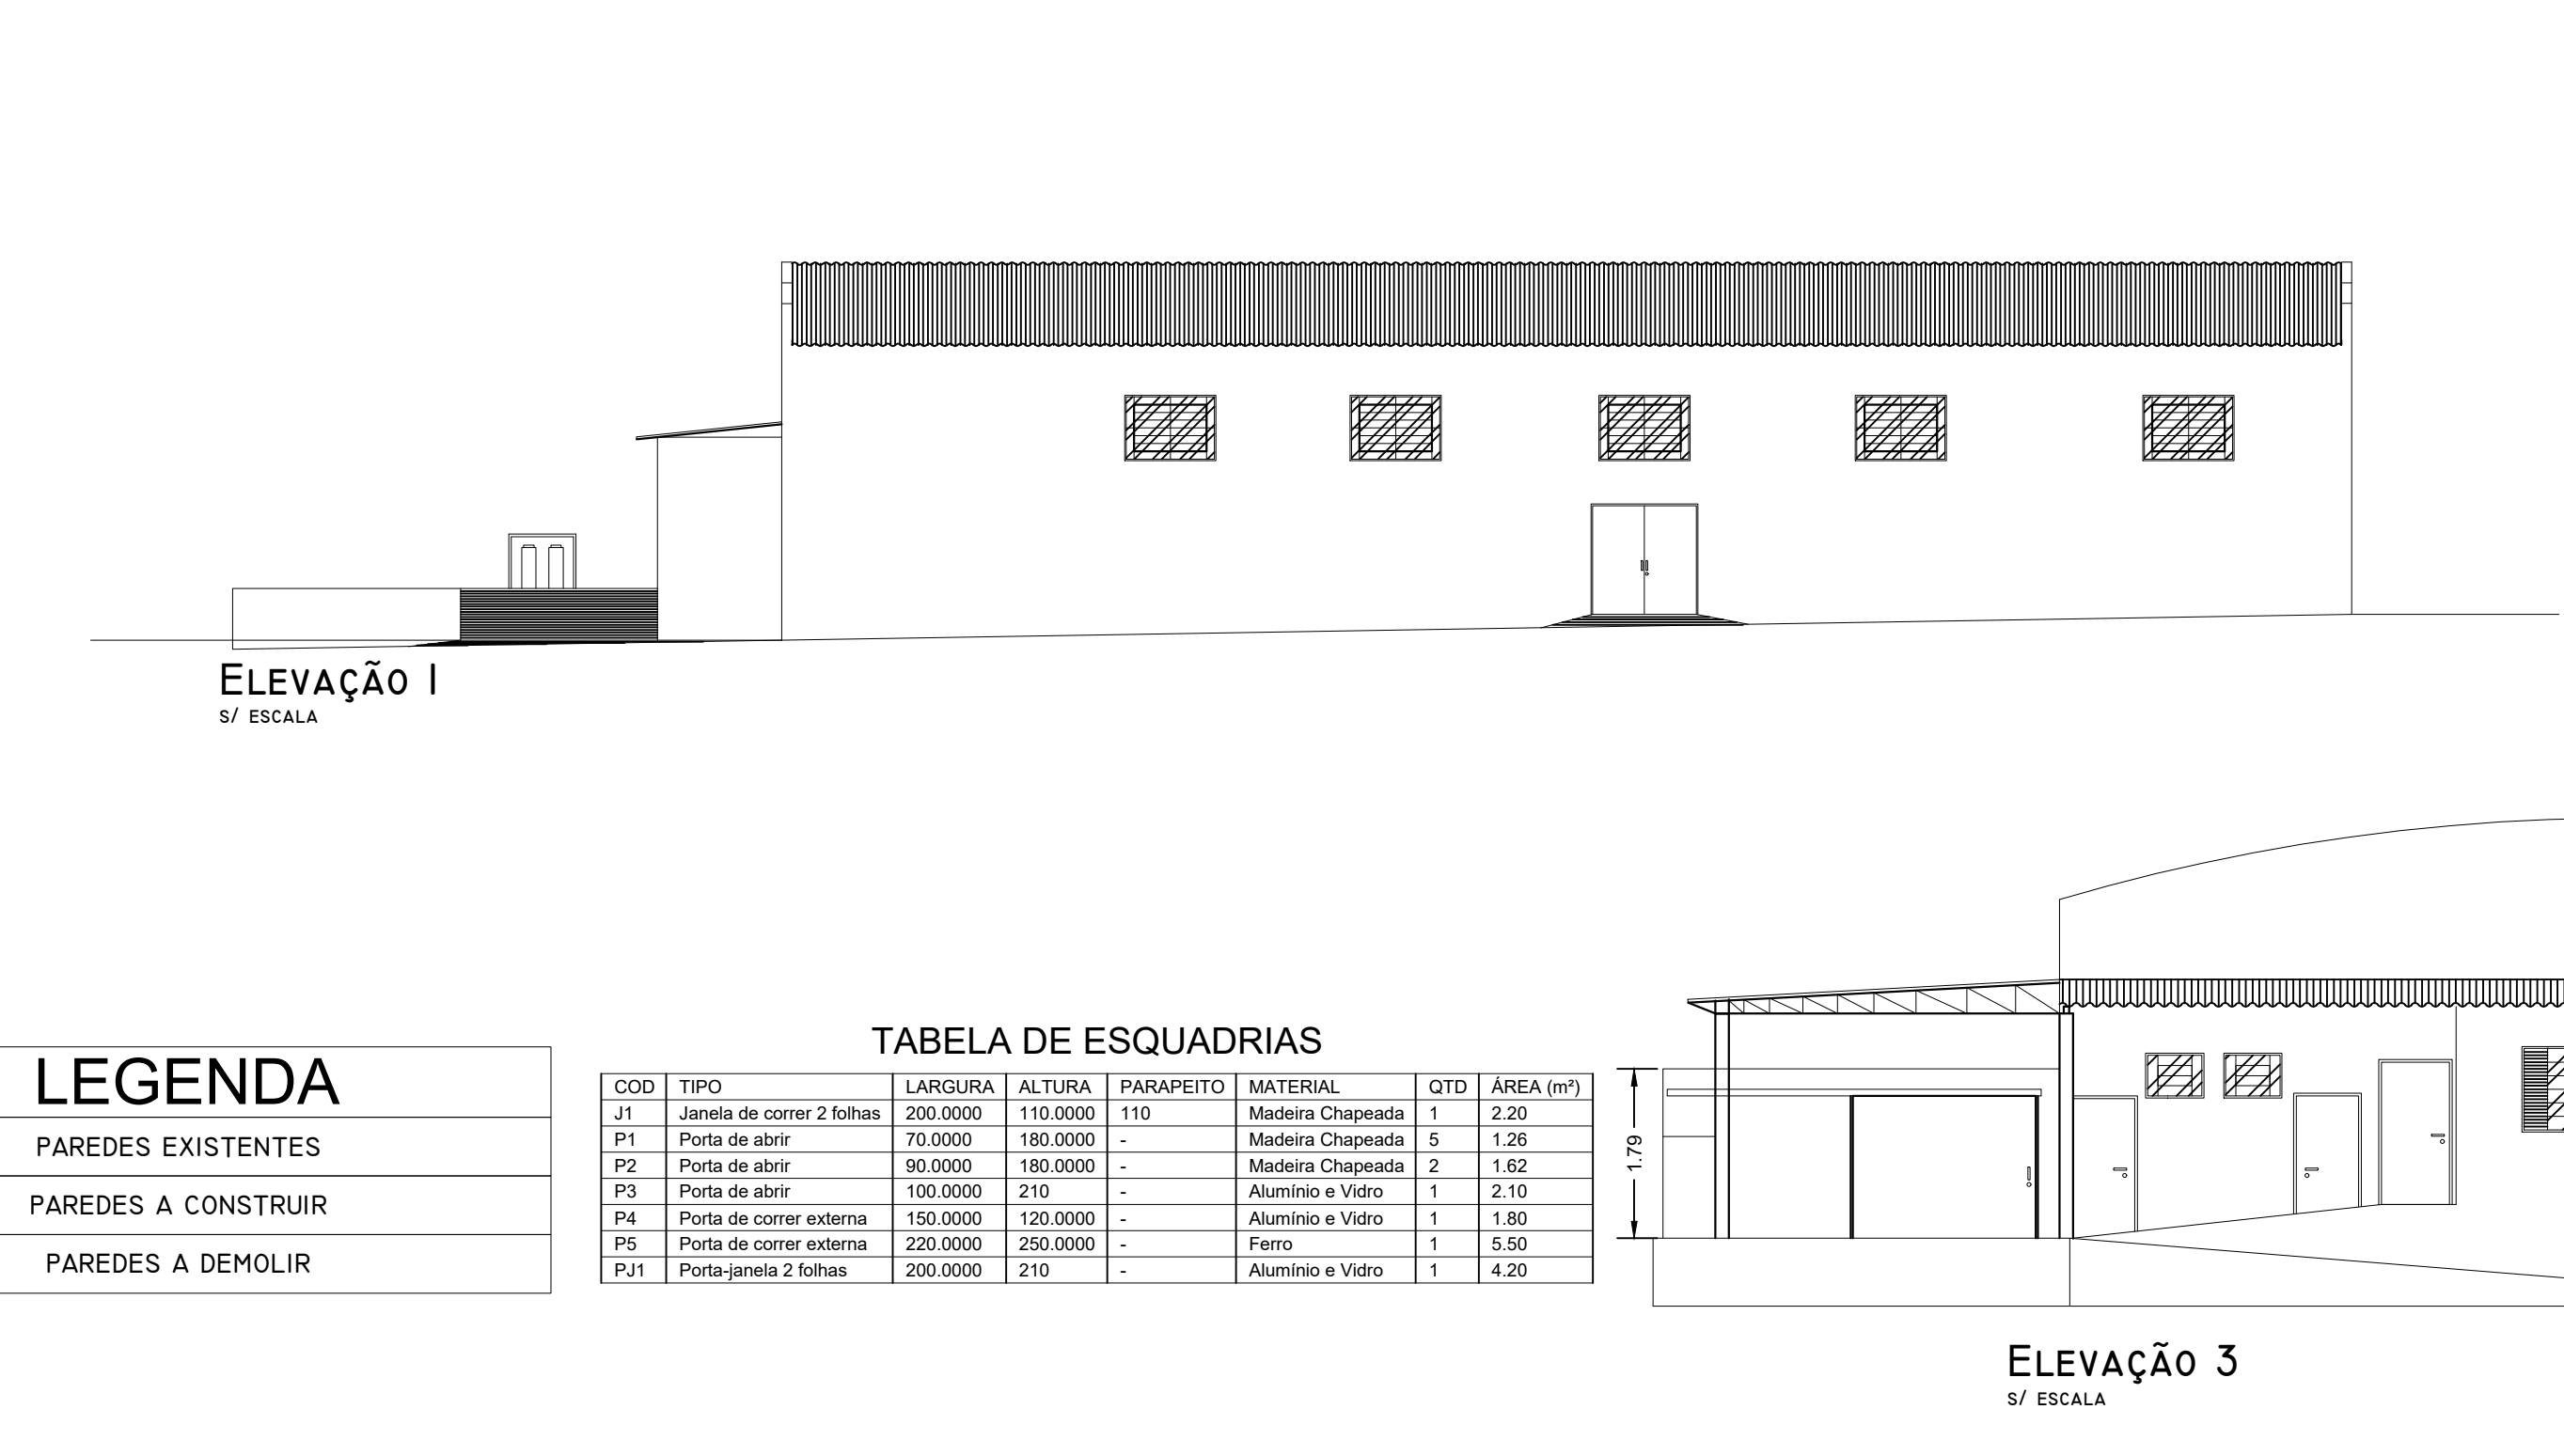 ELEVAÇÃO 1
S/ ESCALA
TABELA DE ESQUADRIAS
COD TIPO LARGURA ALTURA PARAPEITO MATERIAL QTD ÁREA (m²)
J1 Janela de correr 2 folhas 200.0000 110.0000 110 Madeira Chapeada 1 2.20
P1 Porta de abrir 70.0000 180.0000 - Madeira Chapeada 5 1.26
P2 Porta de abrir 90.0000 180.0000 - Madeira Chapeada 2 1.62
P3 Porta de abrir 100.0000 210 - Alumínio e Vidro 1 2.10
P4 Porta de correr externa 150.0000 120.0000 - Alumínio e Vidro 1 1.80
P5 Porta de correr externa 220.0000 250.0000 - Ferro 1 5.50
PJ1 Porta-janela 2 folhas 200.0000 210 - Alumínio e Vidro 1 4.20
LEGENDA
PAREDES EXISTENTES
PAREDES A CONSTRUIR
PAREDES A DEMOLIR
1.79
ELEVAÇÃO 3
S/ ESCALA